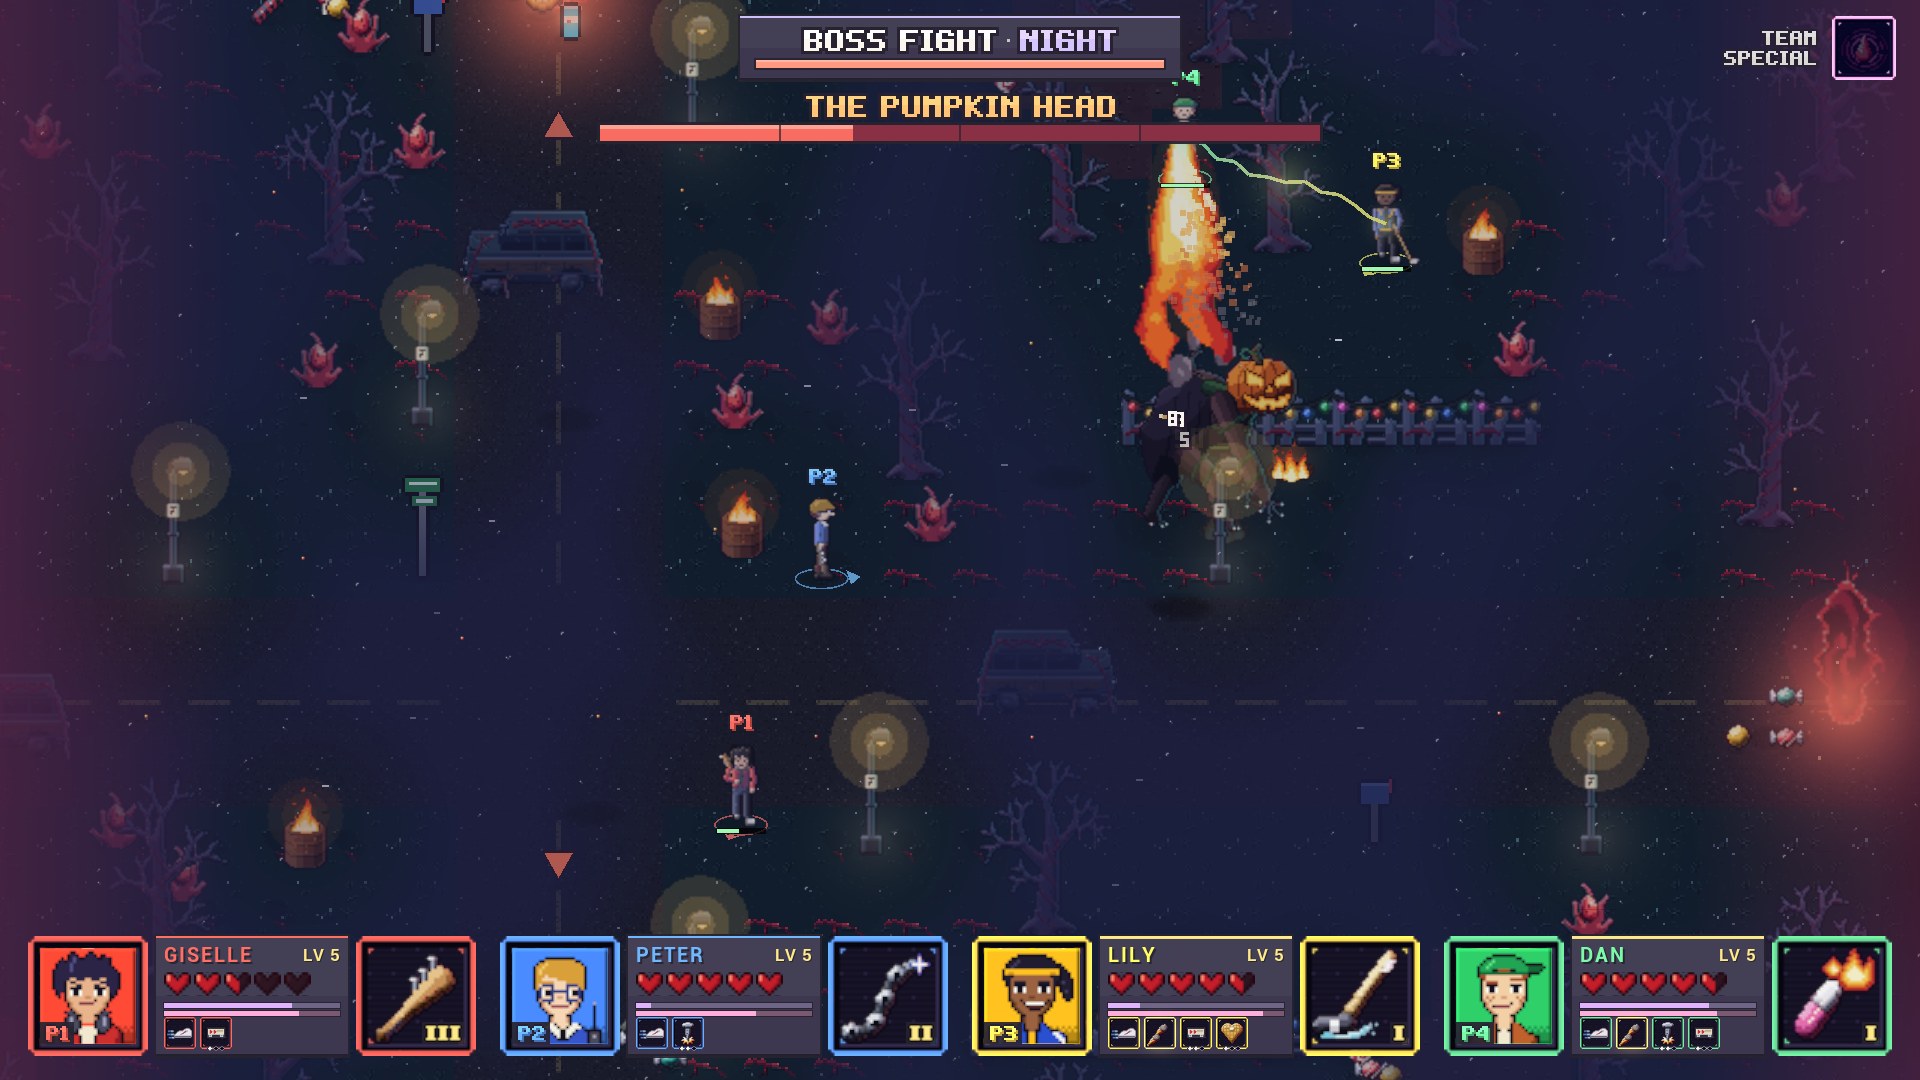 BOSS FIGHT · NIGHT
TEAM
SPECIAL
THE PUMPKIN HEAD
P3
5
P2
P1
GISELLE LV 5
P1
III
PETER LV 5
P2
II
LILY LV 5
P3
I
DAN LV 5
P4
I